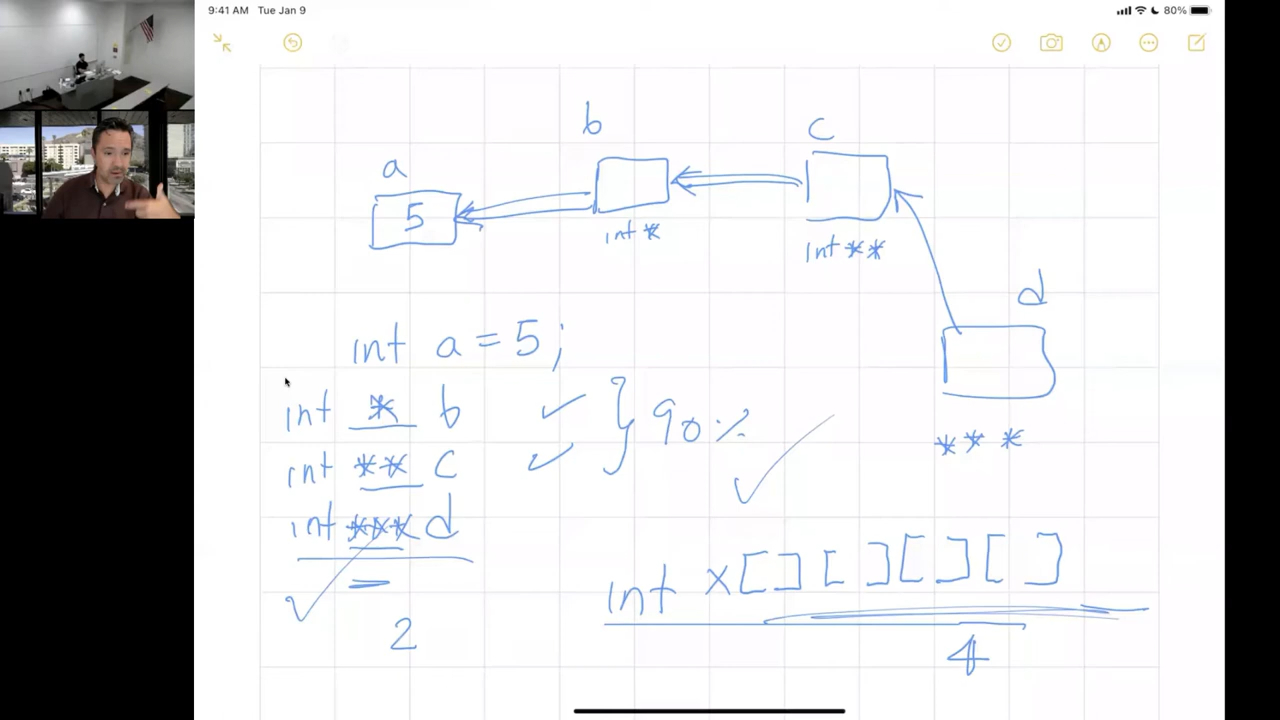 9:41 AM Tue Jan 9
80%
b
c
a
5
int *
int **
d
int a = 5;
int * b
90%
int ** c
* * *
int *** d
int x[][][][]
2
4